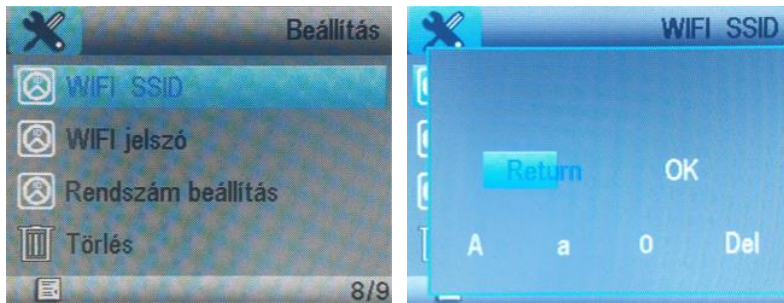 Beállítás
WIFI SSID
WIFI jelszó
Rendszám beállítás
Törlés
8/9
WIFI SSID
Return OK
A a 0 Del